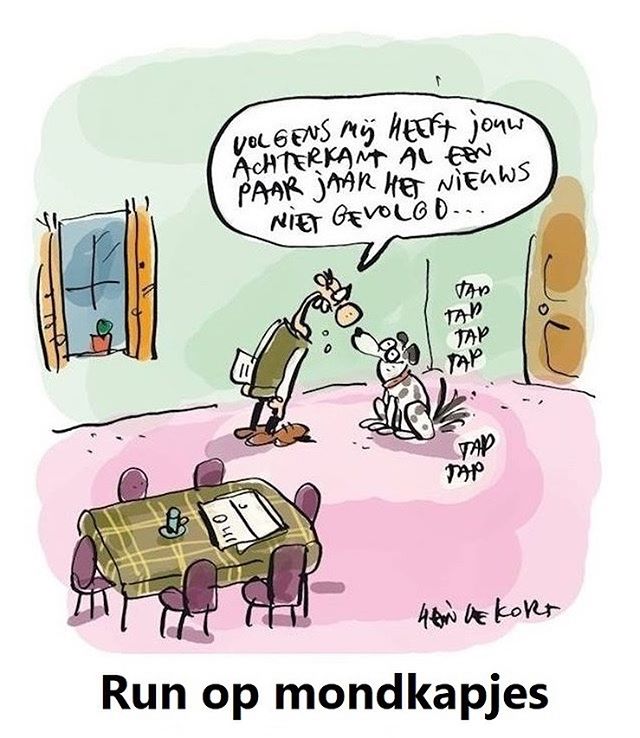 VOLGENS MIJ HEEFT JOUW
ACHTERKANT AL EEN
PAAR JAAR HET NIEUWS
NIET GEVOLGD...
TAP
TAP
TAP
TAP
TAP
TAP
HEIN DE KORT
Run op mondkapjes